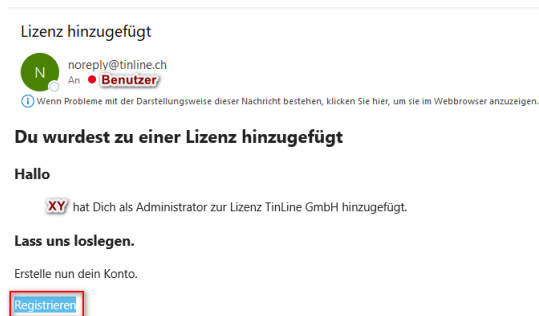 Lizenz hinzugefügt
N
noreply@tinline.ch
An Benutzer
i Wenn Probleme mit der Darstellungsweise dieser Nachricht bestehen, klicken Sie hier, um sie im Webbrowser anzuzeigen.
Du wurdest zu einer Lizenz hinzugefügt
Hallo
XY hat Dich als Administrator zur Lizenz TinLine GmbH hinzugefügt.
Lass uns loslegen.
Erstelle nun dein Konto.
Registrieren